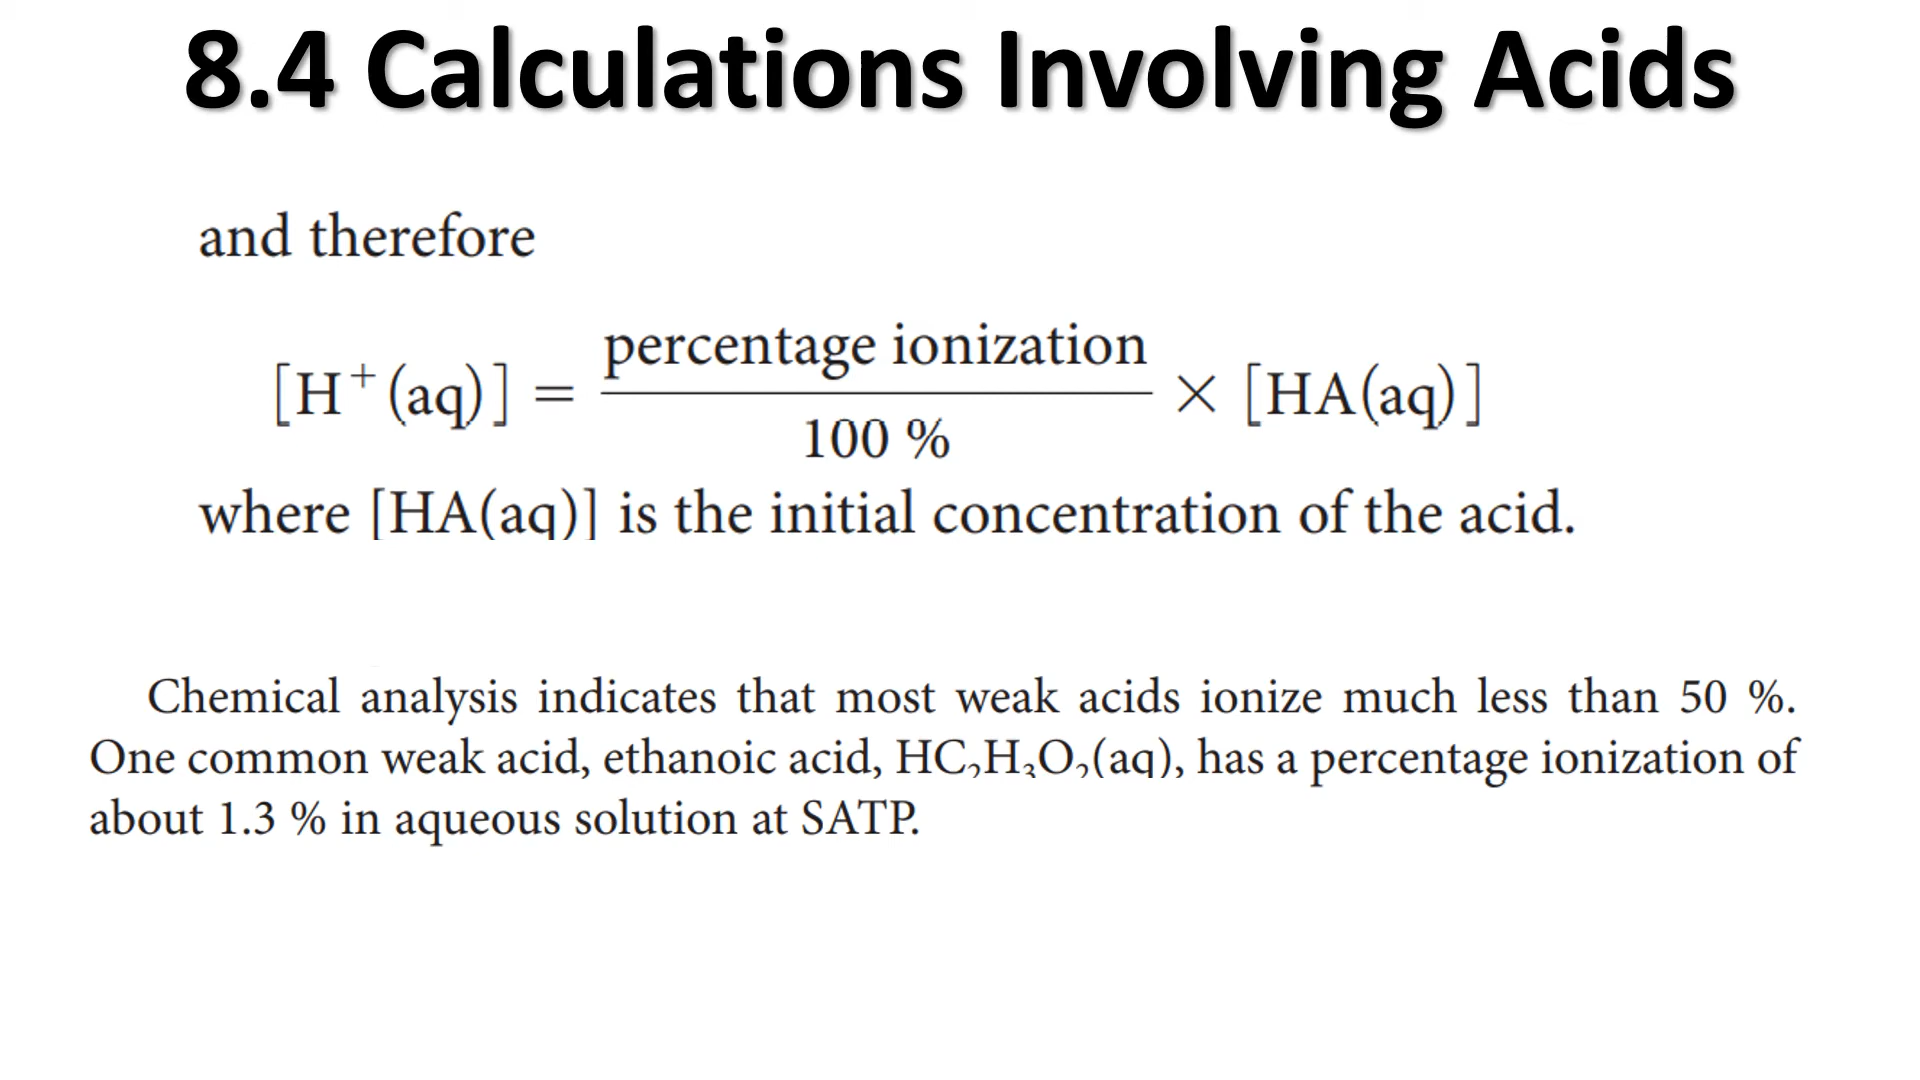 8.4 Calculations Involving Acids
and therefore
[H⁺(aq)] = percentage ionization / 100 % × [HA(aq)]
where [HA(aq)] is the initial concentration of the acid.
Chemical analysis indicates that most weak acids ionize much less than 50 %.
One common weak acid, ethanoic acid, HC₂H₃O₂(aq), has a percentage ionization of
about 1.3 % in aqueous solution at SATP.